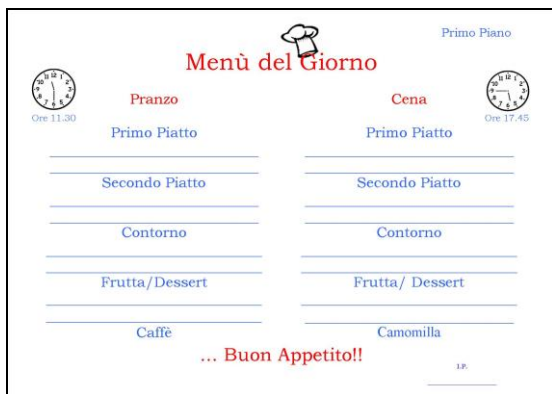 Primo Piano
Menù del Giorno
Pranzo
Cena
Ore 11.30
Ore 17.45
Primo Piatto
Primo Piatto
Secondo Piatto
Secondo Piatto
Contorno
Contorno
Frutta/Dessert
Frutta/ Dessert
Caffè
Camomilla
... Buon Appetito!!
I.P.